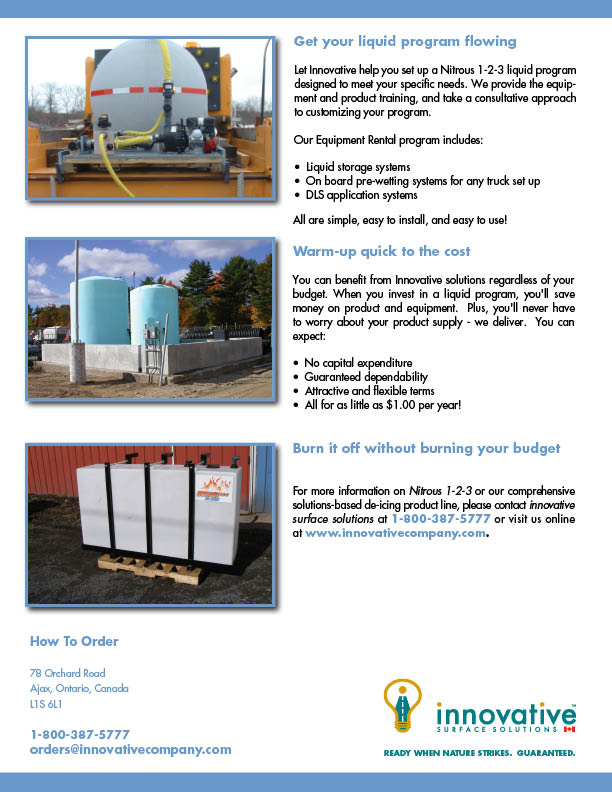 Get your liquid program flowing
Let Innovative help you set up a Nitrous 1-2-3 liquid program
designed to meet your specific needs. We provide the equip-
ment and product training, and take a consultative approach
to customizing your program.
Our Equipment Rental program includes:
• Liquid storage systems
• On board pre-wetting systems for any truck set up
• DLS application systems
All are simple, easy to install, and easy to use!
Warm-up quick to the cost
You can benefit from Innovative solutions regardless of your
budget. When you invest in a liquid program, you'll save
money on product and equipment. Plus, you'll never have
to worry about your product supply - we deliver. You can
expect:
• No capital expenditure
• Guaranteed dependability
• Attractive and flexible terms
• All for as little as $1.00 per year!
Burn it off without burning your budget
For more information on Nitrous 1-2-3 or our comprehensive
solutions-based de-icing product line, please contact innovative
surface solutions at 1-800-387-5777 or visit us online
at www.innovativecompany.com.
How To Order
78 Orchard Road
Ajax, Ontario, Canada
L1S 6L1
1-800-387-5777
orders@innovativecompany.com
innovative™
SURFACE SOLUTIONS
READY WHEN NATURE STRIKES. GUARANTEED.